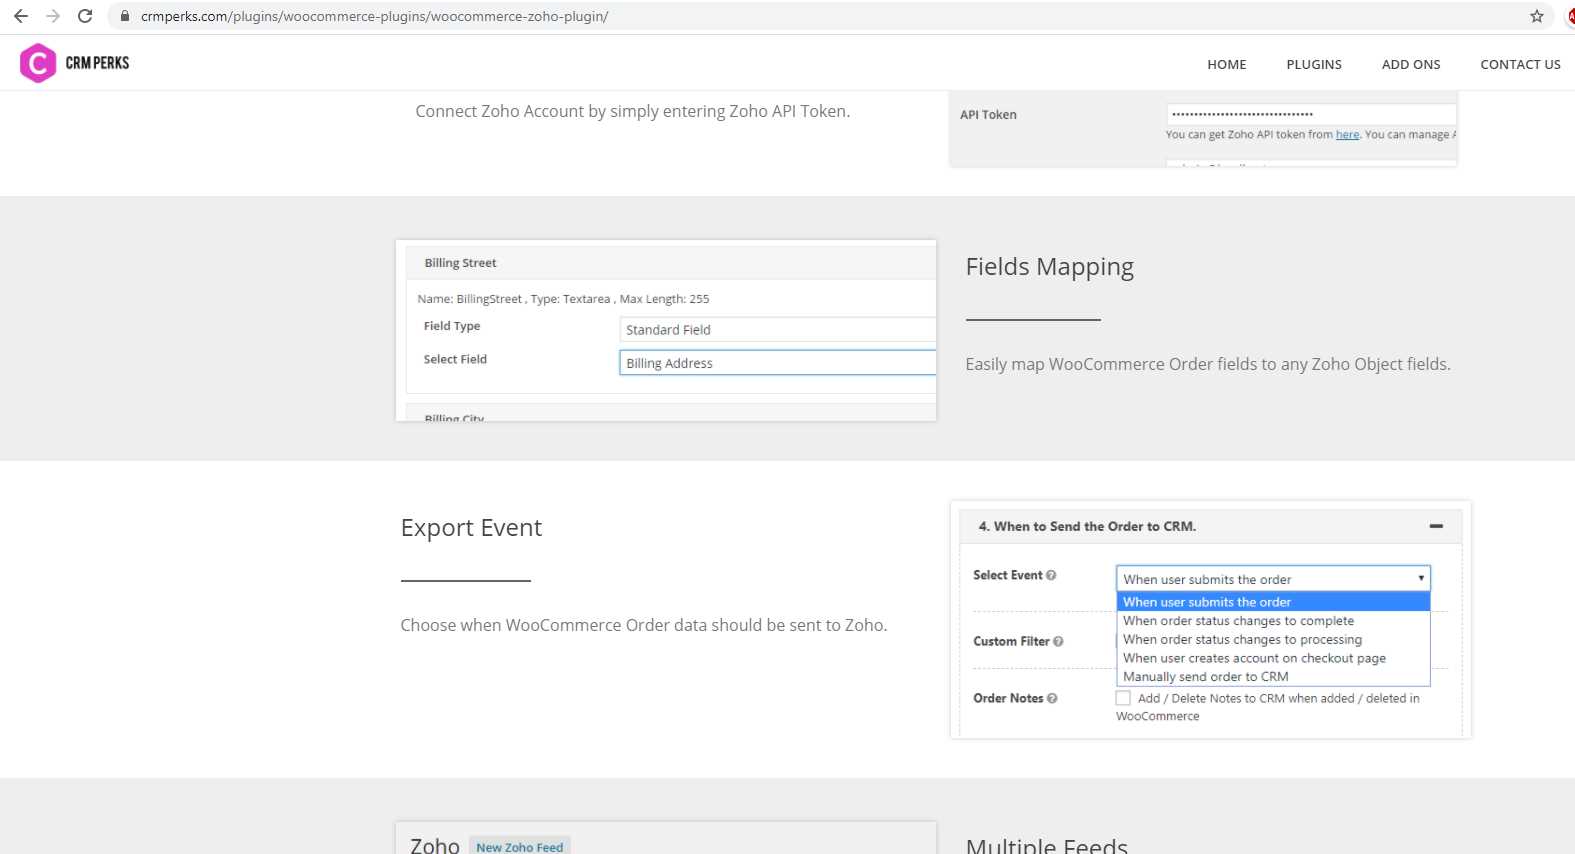 crmperks.com/plugins/woocommerce-plugins/woocommerce-zoho-plugin/
C CRM PERKS
HOME PLUGINS ADD ONS CONTACT US
Connect Zoho Account by simply entering Zoho API Token.
API Token
••••••••••••••••••••••••••••••••
You can get Zoho API token from here. You can manage A
Billing Street
Name: BillingStreet , Type: Textarea , Max Length: 255
Field Type
Standard Field
Select Field
Billing Address
Billing City
Fields Mapping
Easily map WooCommerce Order fields to any Zoho Object fields.
Export Event
Choose when WooCommerce Order data should be sent to Zoho.
4. When to Send the Order to CRM.
Select Event
When user submits the order
When user submits the order
When order status changes to complete
When order status changes to processing
When user creates account on checkout page
Manually send order to CRM
Custom Filter
Order Notes
Add / Delete Notes to CRM when added / deleted in
WooCommerce
Zoho New Zoho Feed
Multiple Feeds